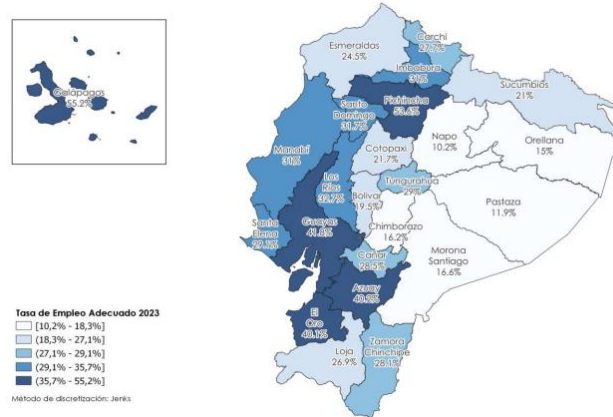 Galápagos
55.2%
Esmeraldas
24.5%
Carchi
27.7%
Imbabura
31%
Sucumbios
21%
Pichincha
53.6%
Santo
Domingo
31.7%
Manabí
31%
Napo
10.2%
Orellana
15%
Cotopaxi
21.7%
Los
Ríos
32.7%
Tungurahua
29%
Bolivar
19.5%
Pastaza
11.9%
Guayas
Chimborazo
16.2%
Santa
Elena
Morona
Santiago
16.6%
Cañar
28.5%
Azuay
40.2%
El
Oro
40.1%
Zamora
Chinchipe
28.1%
Loja
26.9%
Tasa de Empleo Adecuado 2023
[10,2% - 18,3%]
(18,3% - 27,1%]
(27,1% - 29,1%]
(29,1% - 35,7%]
(35,7% - 55,2%]
Método de discretización: Jenks